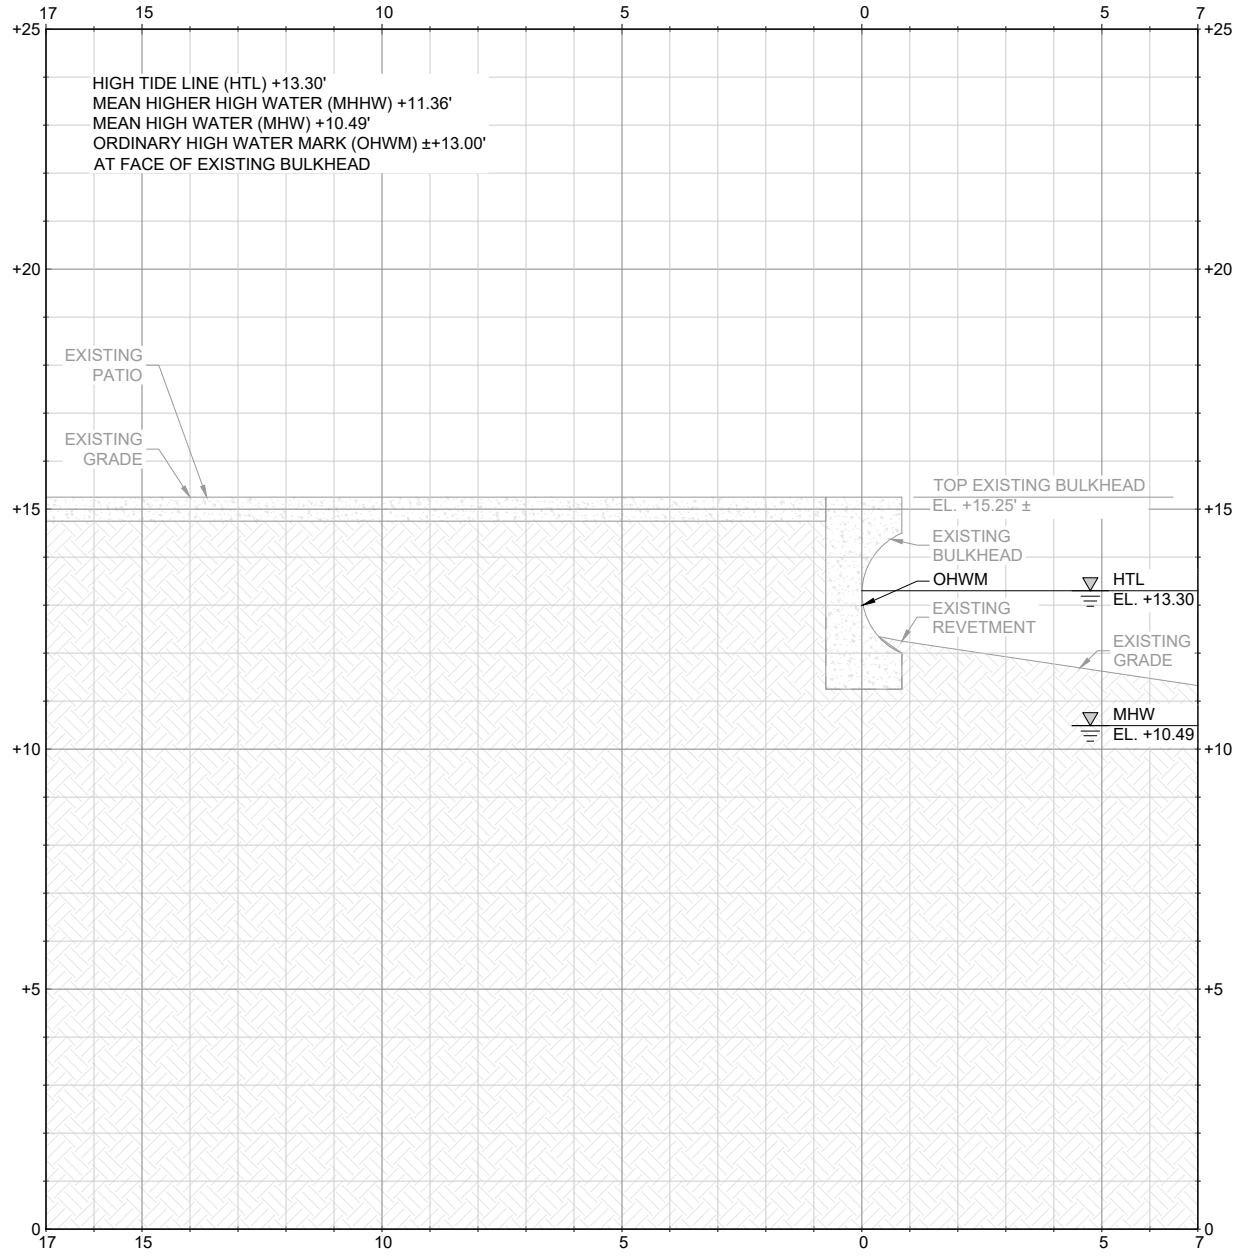 17 15 10 5 0 5 7
+25 +25
HIGH TIDE LINE (HTL) +13.30'
MEAN HIGHER HIGH WATER (MHHW) +11.36'
MEAN HIGH WATER (MHW) +10.49'
ORDINARY HIGH WATER MARK (OHWM) ±+13.00'
AT FACE OF EXISTING BULKHEAD
+20 +20
EXISTING
PATIO
EXISTING
GRADE
TOP EXISTING BULKHEAD
EL. +15.25' ±
+15 +15
EXISTING
BULKHEAD
OHWM
HTL
EL. +13.30
EXISTING
REVETMENT
EXISTING
GRADE
MHW
EL. +10.49
+10 +10
+5 +5
0 0
17 15 10 5 0 5 7